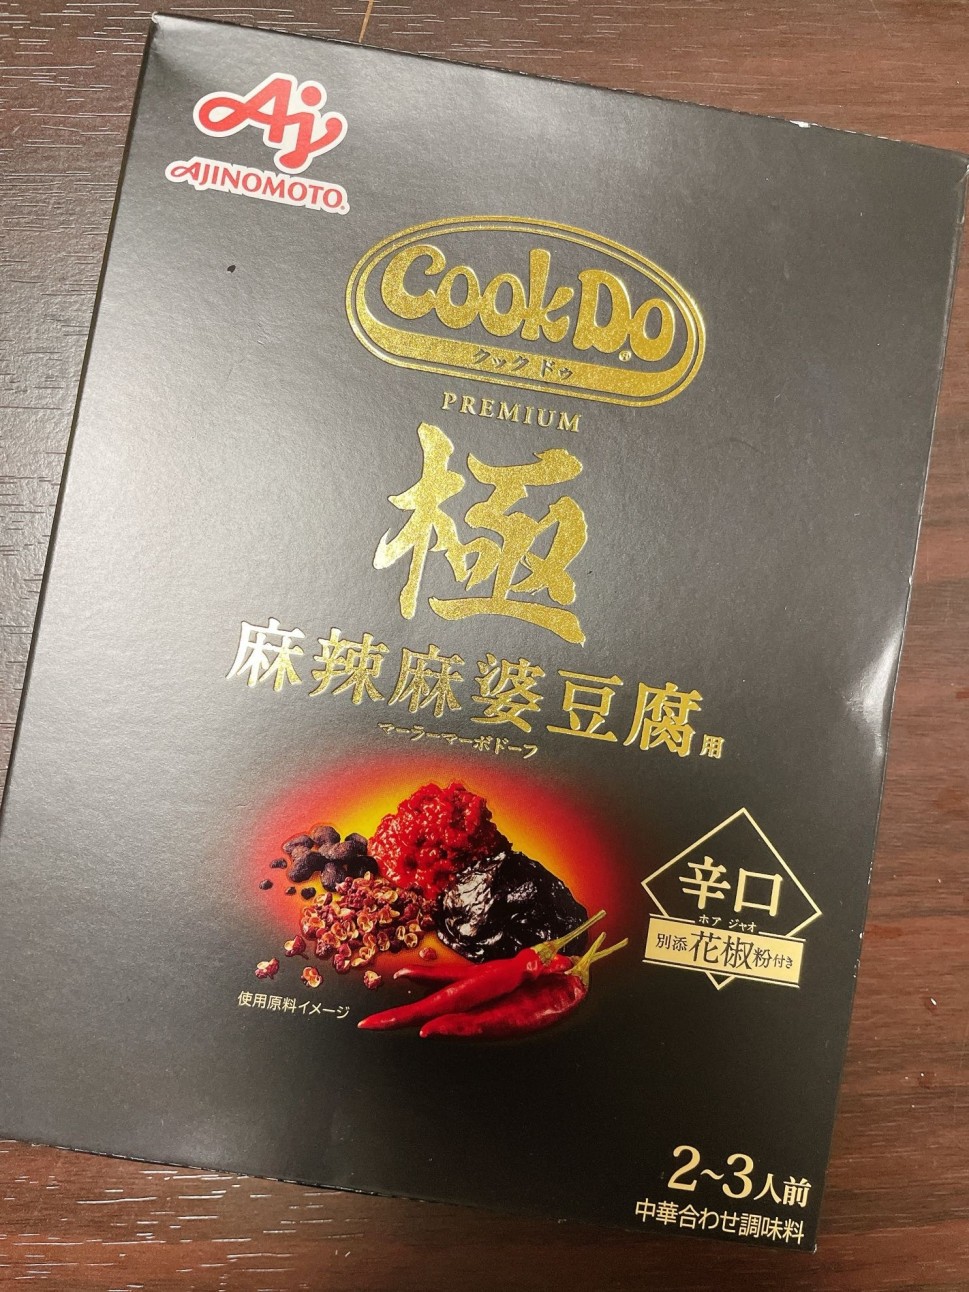 Aj
AJINOMOTO®
Cook Do®
クックドゥ
PREMIUM
極
麻辣麻婆豆腐用
マーラーマーボドーフ
辛口
ホア ジャオ
別添花椒粉付き
使用原料イメージ
2~3人前
中華合わせ調味料